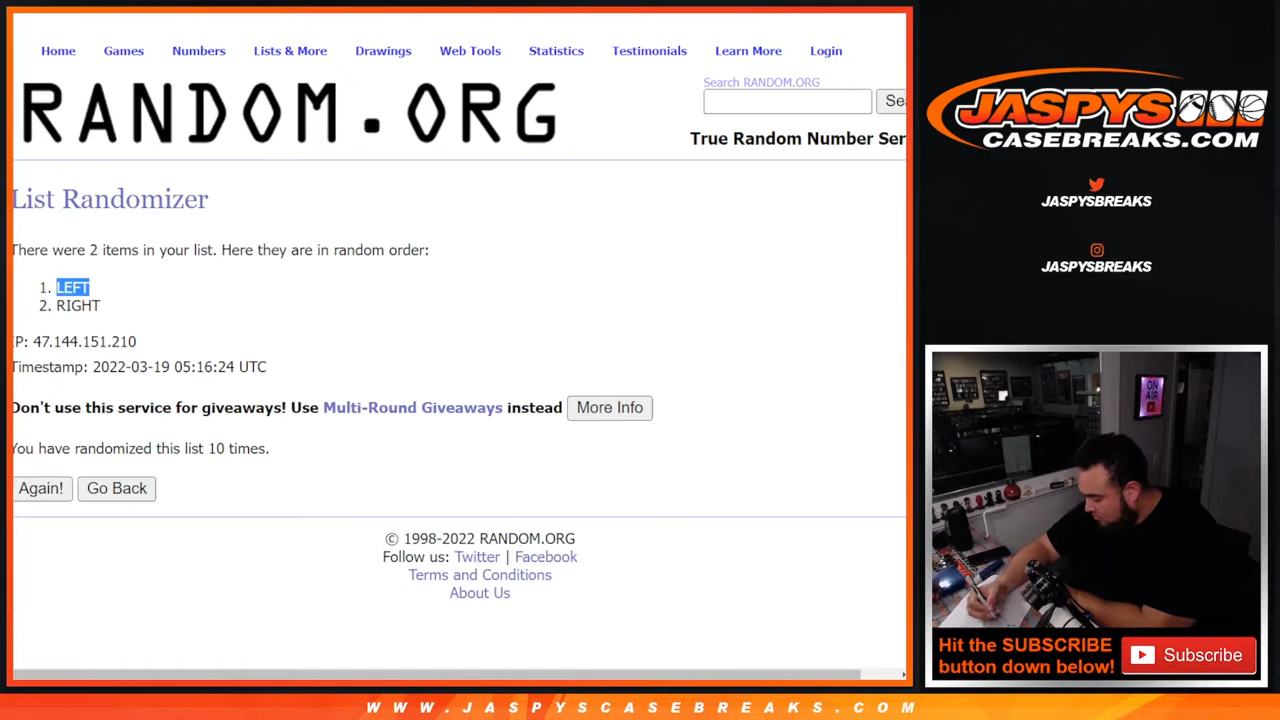 Home Games Numbers Lists & More Drawings Web Tools Statistics Testimonials Learn More Login
RANDOM.ORG
Search RANDOM.ORG
Sea
True Random Number Ser
List Randomizer
There were 2 items in your list. Here they are in random order:
1. LEFT
2. RIGHT
IP: 47.144.151.210
Timestamp: 2022-03-19 05:16:24 UTC
Don't use this service for giveaways! Use Multi-Round Giveaways instead More Info
You have randomized this list 10 times.
Again! Go Back
© 1998-2022 RANDOM.ORG
Follow us: Twitter | Facebook
Terms and Conditions
About Us
JASPYS
CASEBREAKS.COM
JASPYSBREAKS
JASPYSBREAKS
ON
AIR
Hit the SUBSCRIBE
button down below!
Subscribe
WWW.JASPYSCASEBREAKS.COM